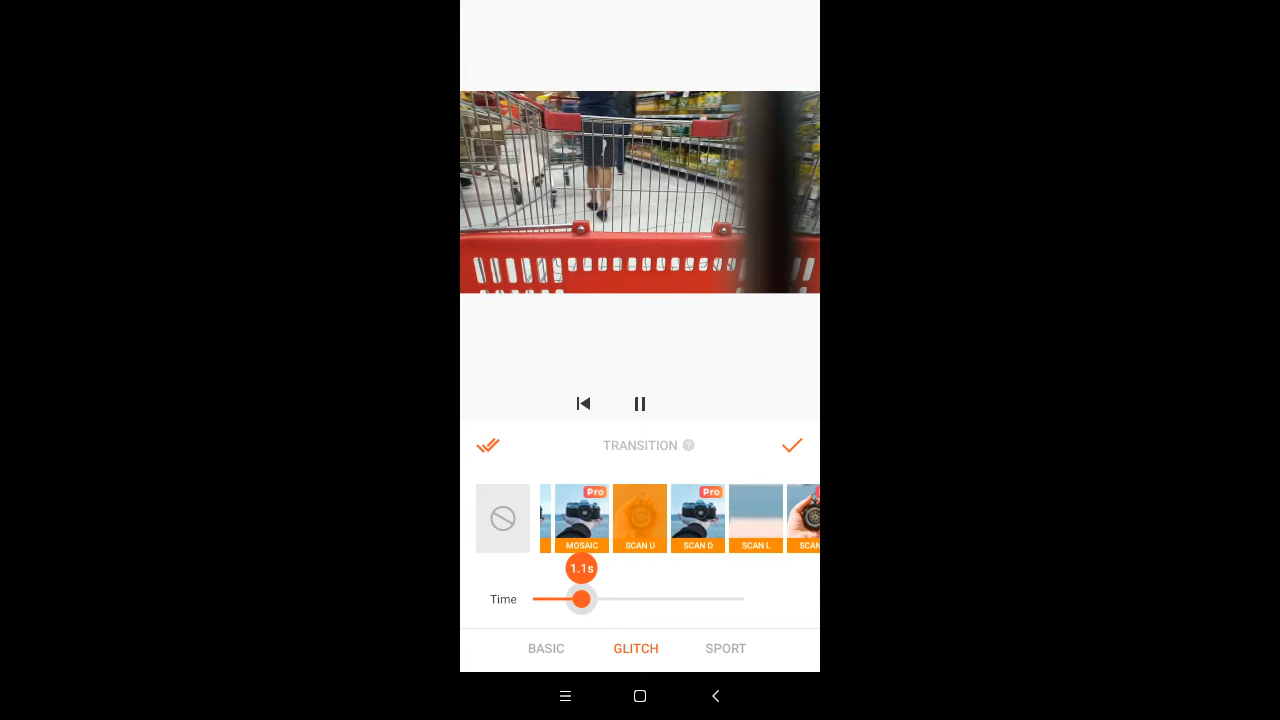 TRANSITION ?
Pro
Pro
MOSAIC
SCAN U
SCAN D
SCAN L
SCAN
1.1s
Time
BASIC
GLITCH
SPORT